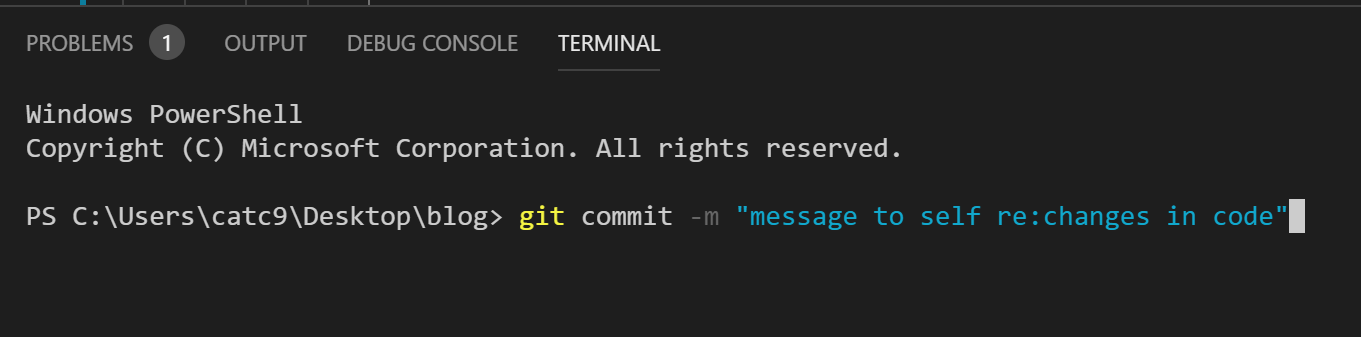 PROBLEMS 1 OUTPUT DEBUG CONSOLE TERMINAL
Windows PowerShell
Copyright (C) Microsoft Corporation. All rights reserved.
PS C:\Users\catc9\Desktop\blog> git commit -m "message to self re:changes in code"